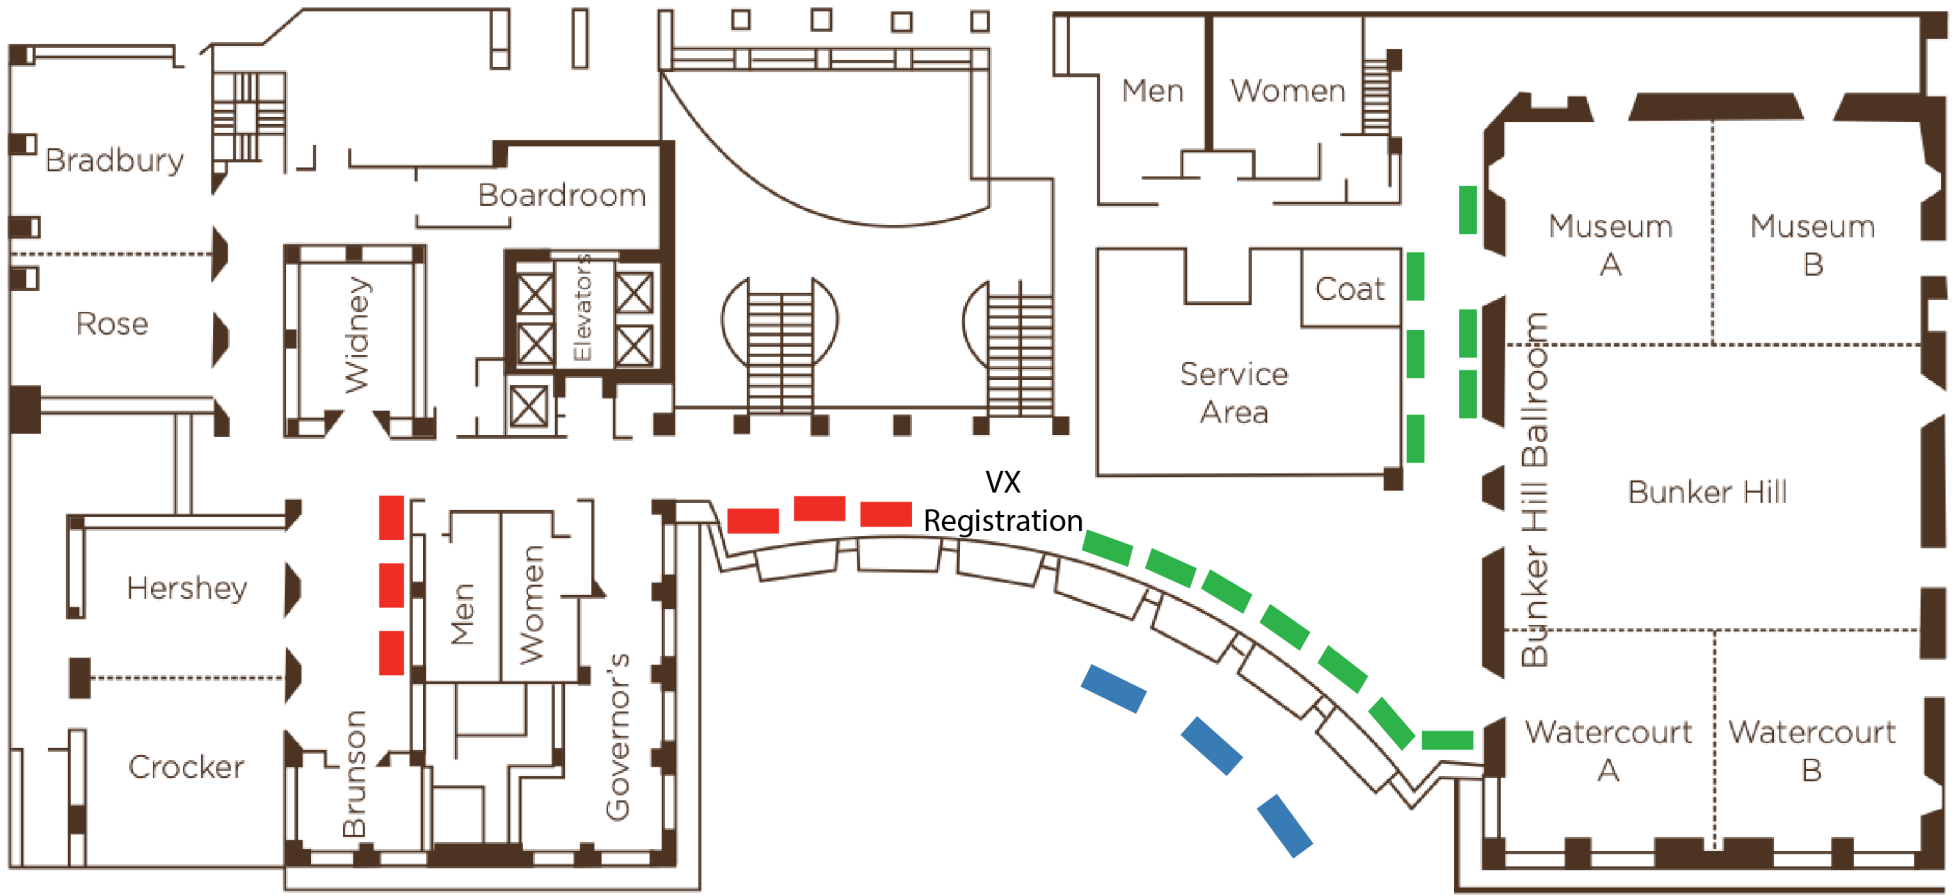 Men
Women
Bradbury
Boardroom
Museum
A
Museum
B
Elevators
Coat
Rose
Widney
Service
Area
Bunker Hill Ballroom
VX
Registration
Bunker Hill
Hershey
Men
Women
Governor's
Crocker
Brunson
Watercourt
A
Watercourt
B